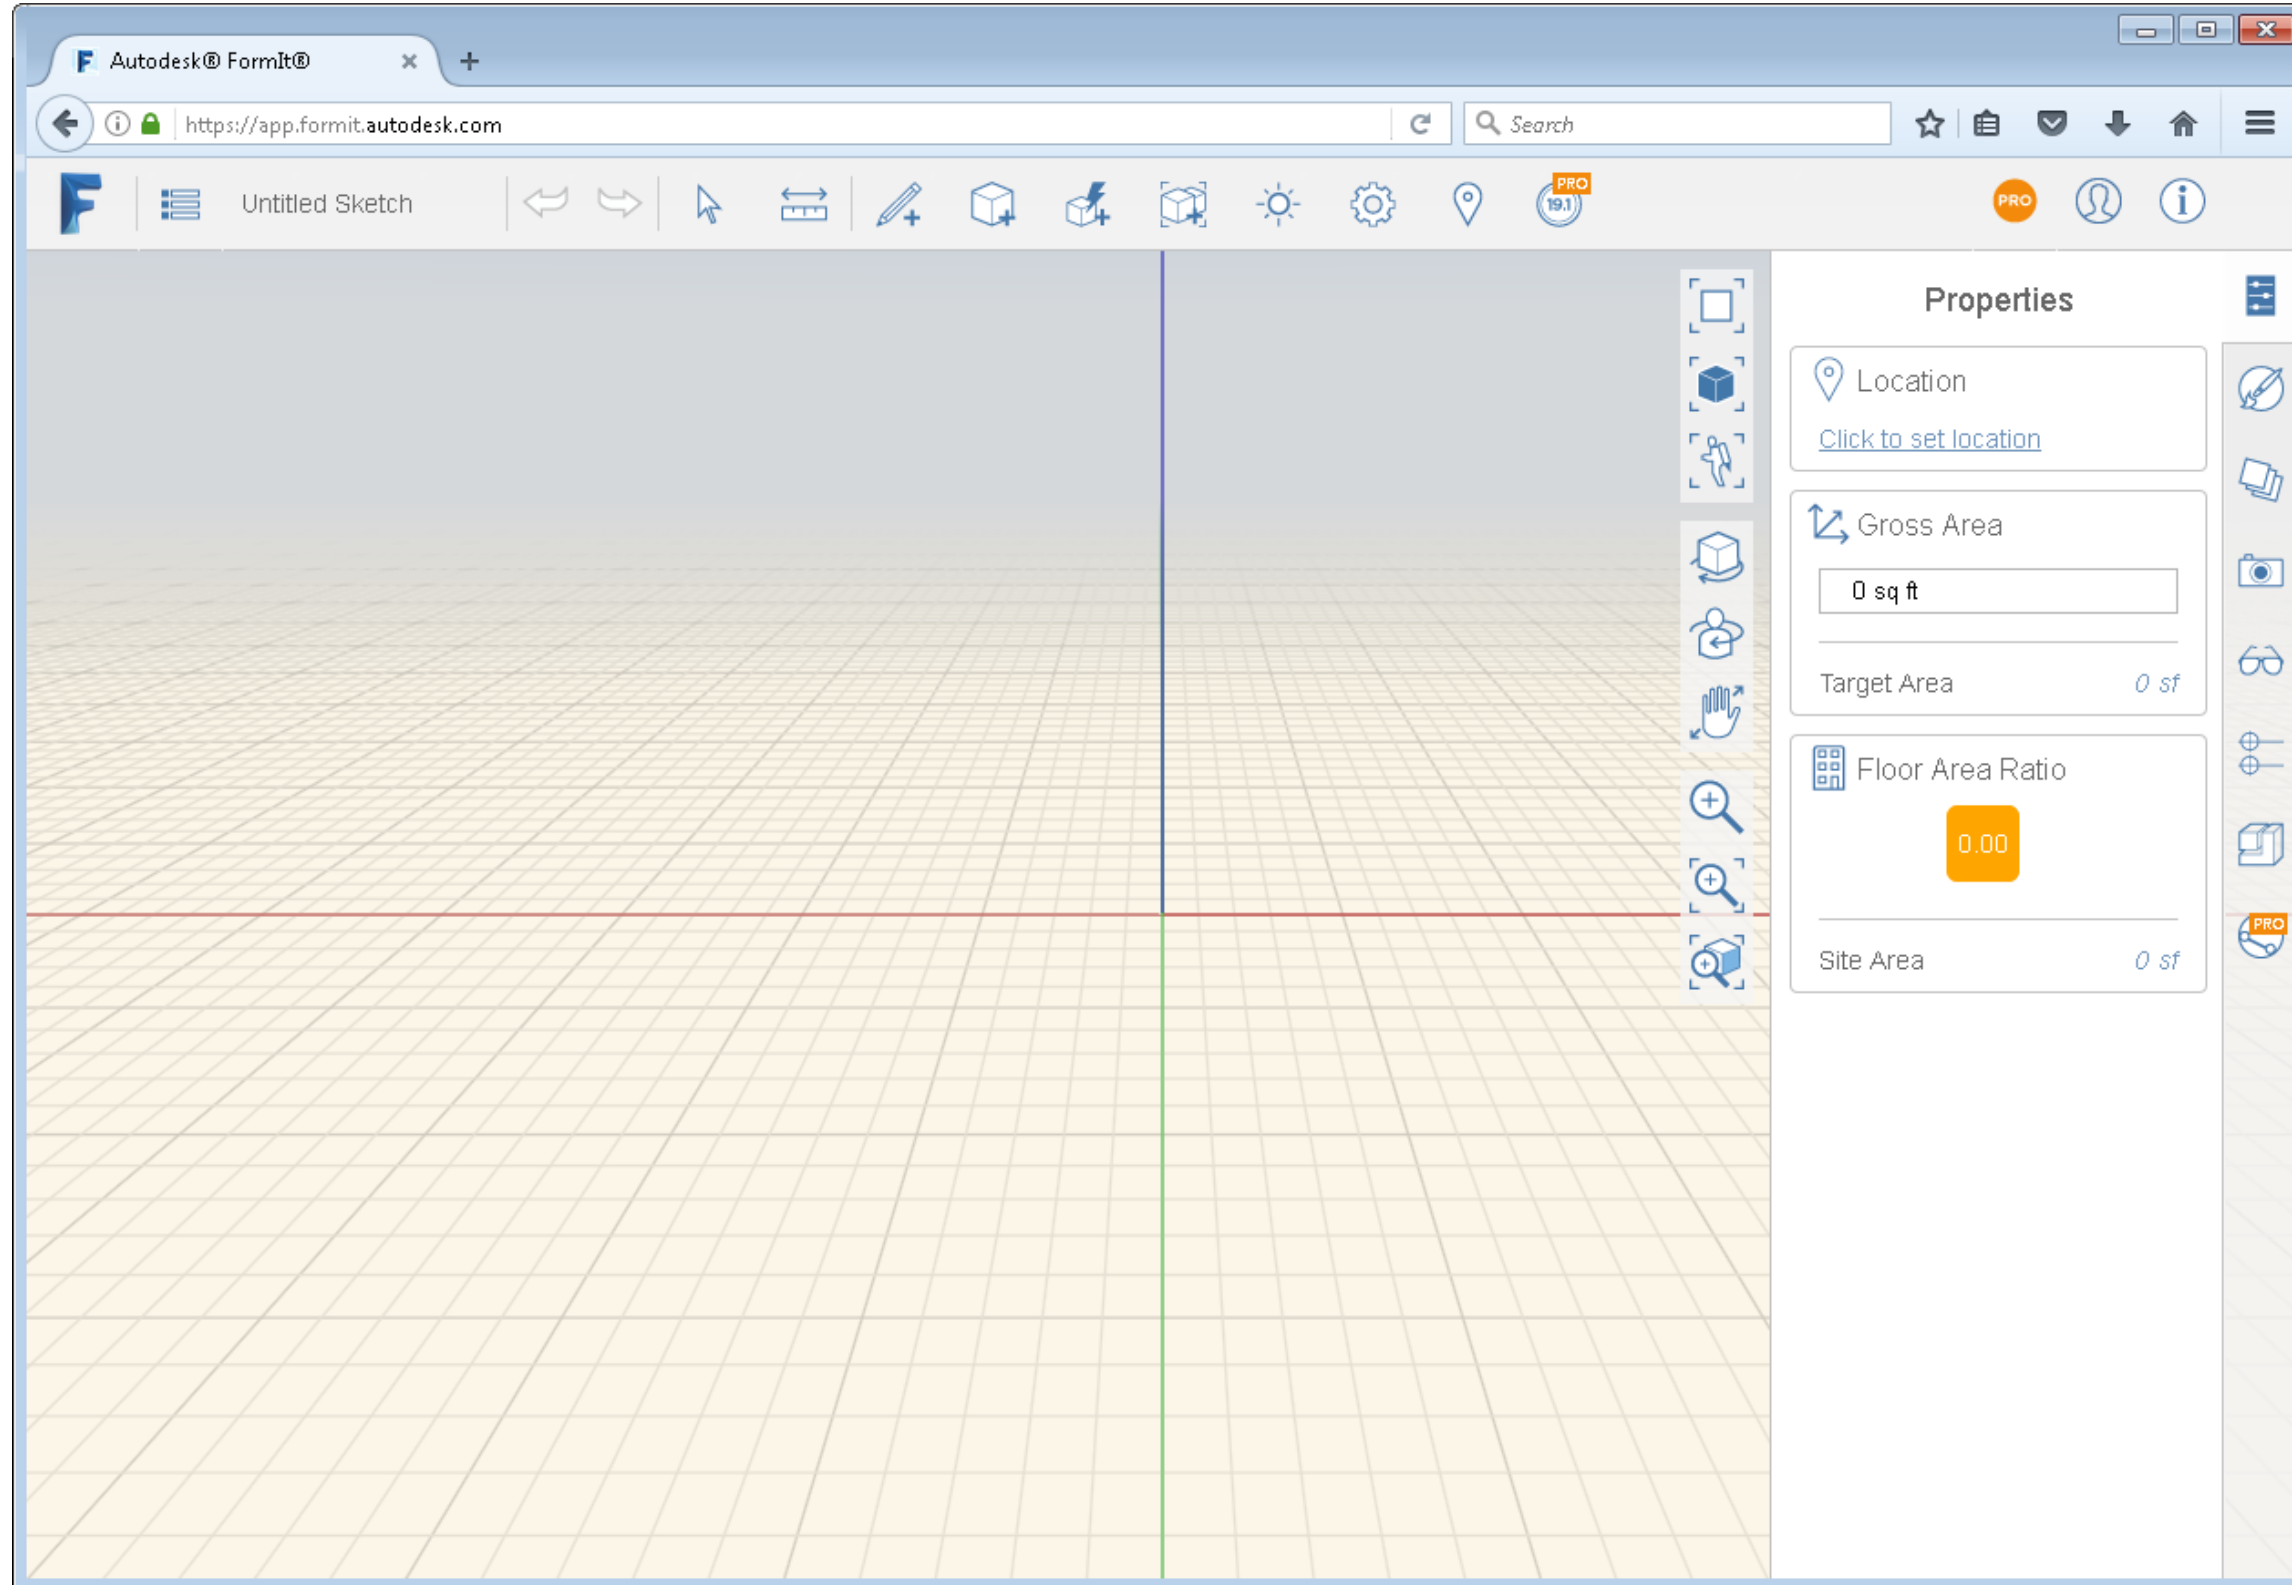 Autodesk® FormIt®
https://app.formit.autodesk.com
Search
Untitled Sketch
PRO
19.1
PRO
Properties
Location
Click to set location
Gross Area
0 sq ft
Target Area 0 sf
Floor Area Ratio
0.00
PRO
Site Area 0 sf